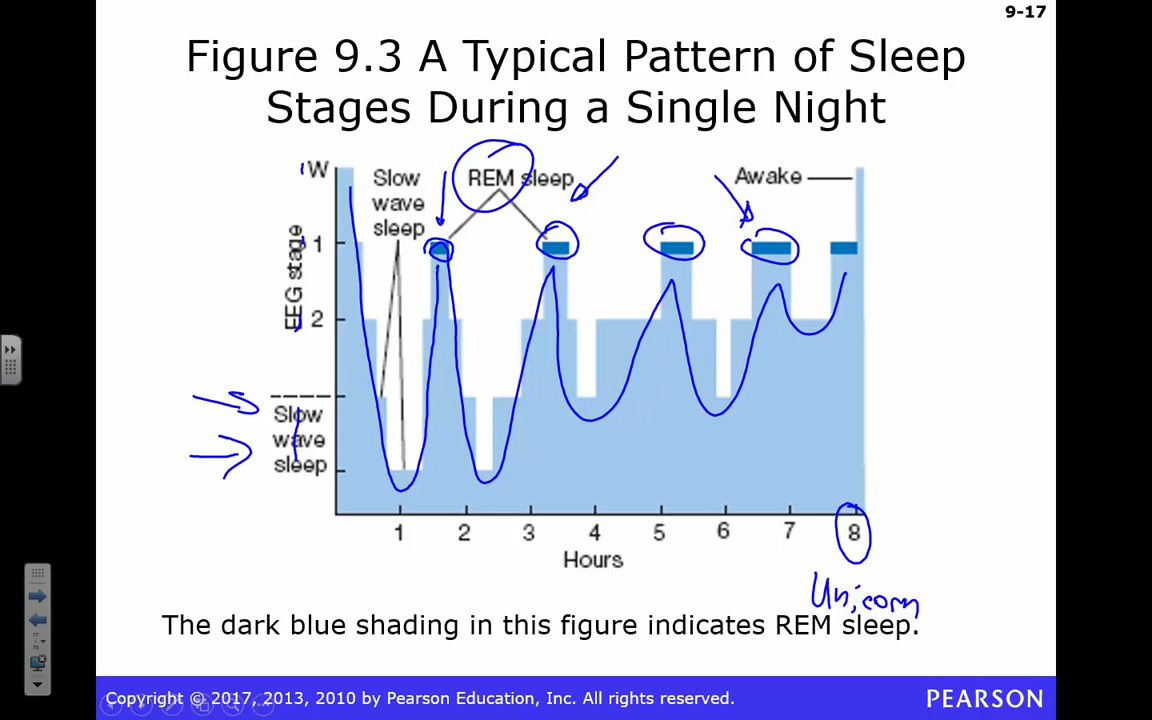 9-17
Figure 9.3 A Typical Pattern of Sleep
Stages During a Single Night
W
Slow
wave
sleep
REM sleep
Awake
1
EEG stage
2
Slow
wave
sleep
1 2 3 4 5 6 7 8
Hours
Unicorn
The dark blue shading in this figure indicates REM sleep.
Copyright © 2017, 2013, 2010 by Pearson Education, Inc. All rights reserved.
PEARSON